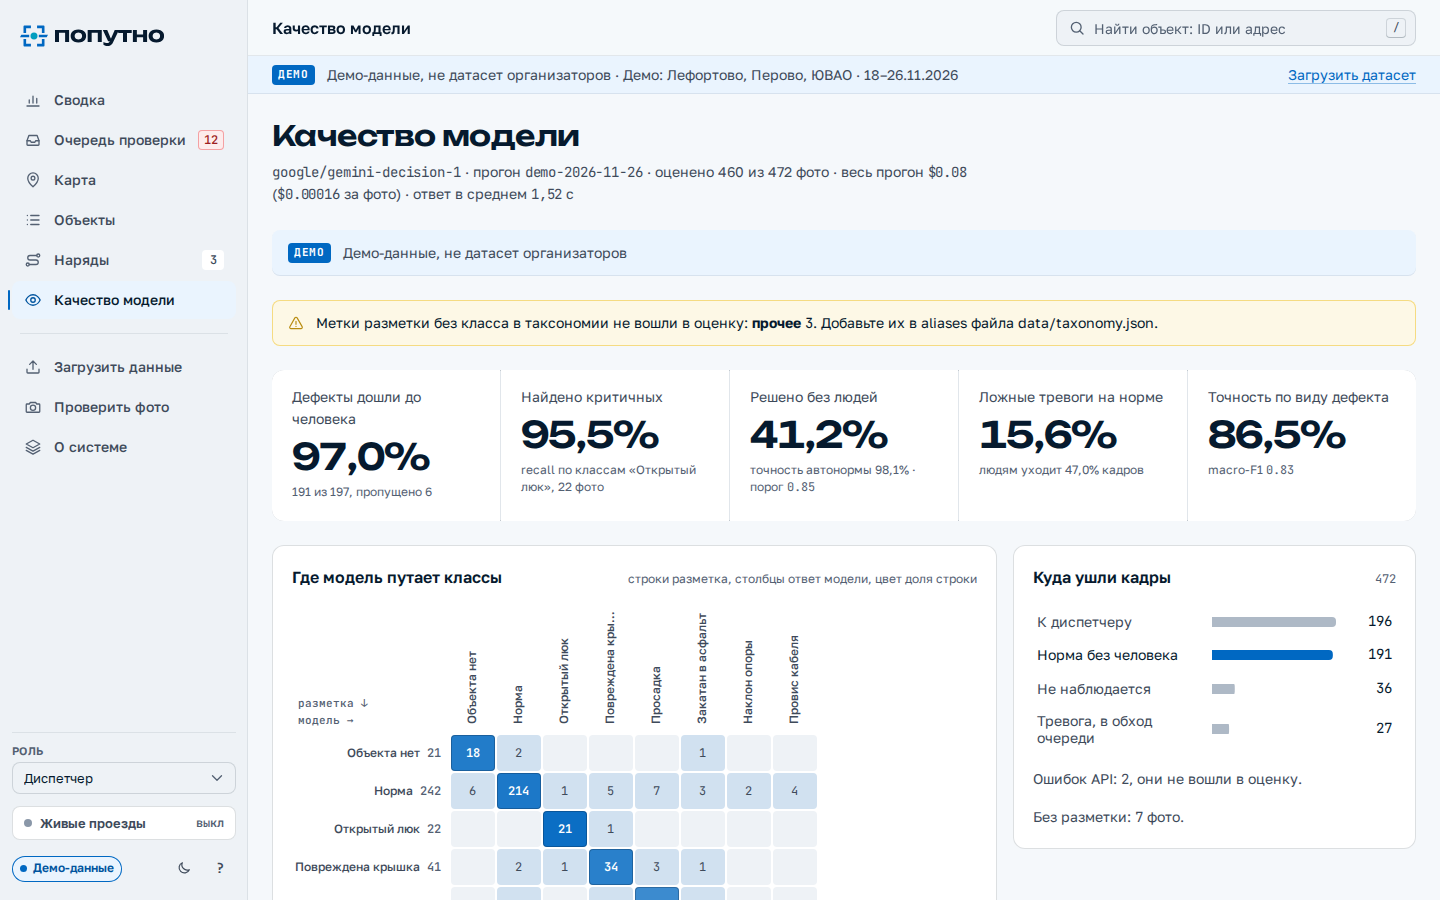 попутно
Сводка
Очередь проверки 12
Карта
Объекты
Наряды 3
Качество модели
Загрузить данные
Проверить фото
О системе
РОЛЬ
Диспетчер
Живые проезды ВЫКЛ
Демо-данные ?
Качество модели
Найти объект: ID или адрес /
ДЕМО Демо-данные, не датасет организаторов · Демо: Лефортово, Перово, ЮВАО · 18–26.11.2026 Загрузить датасет
Качество модели
google/gemini-decision-1 · прогон demo-2026-11-26 · оценено 460 из 472 фото · весь прогон $0.08
($0.00016 за фото) · ответ в среднем 1,52 с
ДЕМО Демо-данные, не датасет организаторов
Метки разметки без класса в таксономии не вошли в оценку: прочее 3. Добавьте их в aliases файла data/taxonomy.json.
Дефекты дошли до
человека
97,0%
191 из 197, пропущено 6
Найдено критичных
95,5%
recall по классам «Открытый
люк», 22 фото
Решено без людей
41,2%
точность автонормы 98,1% ·
порог 0.85
Ложные тревоги на норме
15,6%
людям уходит 47,0% кадров
Точность по виду дефекта
86,5%
macro-F1 0.83
Где модель путает классы
строки разметка, столбцы ответ модели, цвет доля строки
разметка ↓
модель →
Объекта нет
Норма
Открытый люк
Повреждена кры…
Просадка
Закатан в асфальт
Наклон опоры
Провис кабеля
Объекта нет 21 18 2 1
Норма 242 6 214 1 5 7 3 2 4
Открытый люк 22 21 1
Повреждена крышка 41 2 1 34 3 1
Куда ушли кадры 472
К диспетчеру 196
Норма без человека 191
Не наблюдается 36
Тревога, в обход
очереди 27
Ошибок API: 2, они не вошли в оценку.
Без разметки: 7 фото.